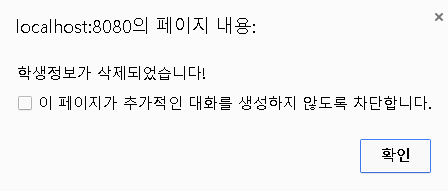 localhost:8080의 페이지 내용:
학생정보가 삭제되었습니다!
이 페이지가 추가적인 대화를 생성하지 않도록 차단합니다.
확인